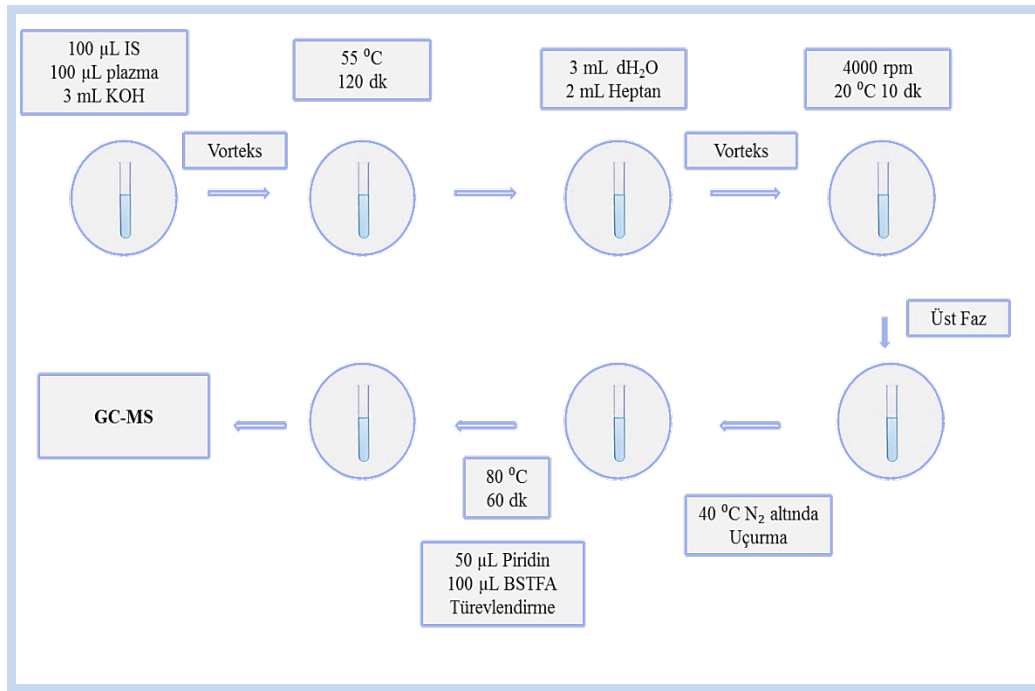 100 µL IS
100 µL plazma
3 mL KOH
Vorteks
55 ⁰C
120 dk
3 mL dH₂O
2 mL Heptan
Vorteks
4000 rpm
20 ⁰C 10 dk
Üst Faz
40 ⁰C N₂ altında
Uçurma
80 ⁰C
60 dk
50 µL Piridin
100 µL BSTFA
Türevlendirme
GC-MS